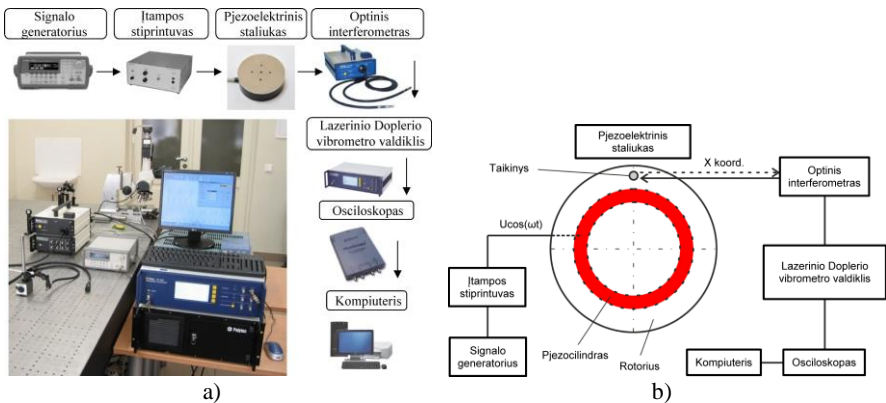 Signalo
generatorius
Įtampos
stiprintuvas
Pjezoelektrinis
staliukas
Optinis
interferometras
Lazerinio Doplerio
vibrometro valdiklis
Osciloskopas
Kompiuteris
a)
Pjezoelektrinis
staliukas
Taikinys
X koord.
Optinis
interferometras
Ucos(ωt)
Įtampos
stiprintuvas
Lazerinio Doplerio
vibrometro valdiklis
Signalo
generatorius
Pjezocilindras
Rotorius
Kompiuteris
Osciloskopas
b)